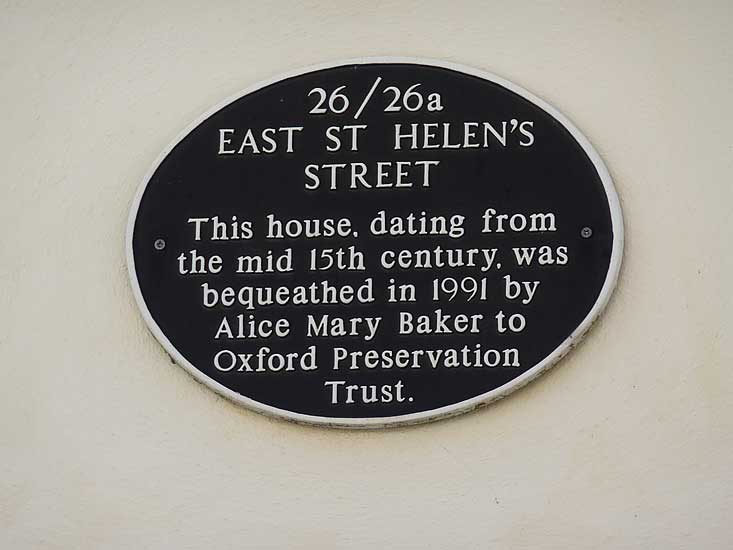 26/26a
EAST ST HELEN'S
STREET
This house, dating from
the mid 15th century, was
bequeathed in 1991 by
Alice Mary Baker to
Oxford Preservation
Trust.